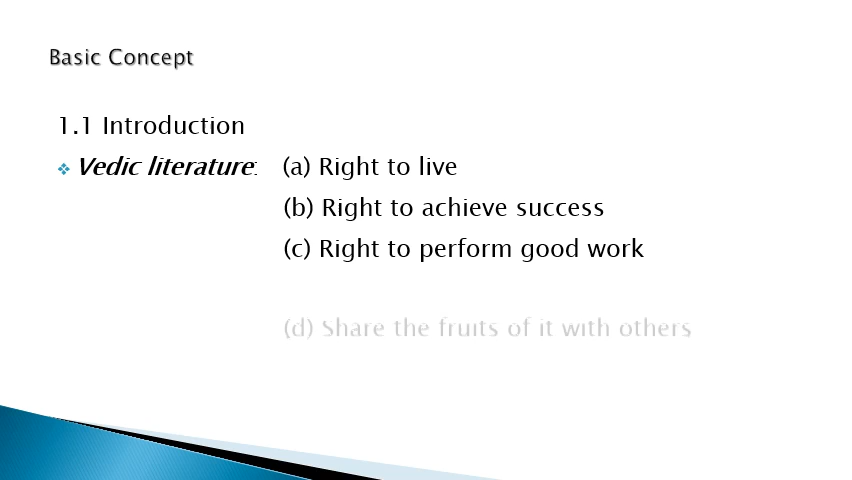 Basic Concept
1.1 Introduction
❖ Vedic literature: (a) Right to live
(b) Right to achieve success
(c) Right to perform good work
(d) Share the fruits of it with others